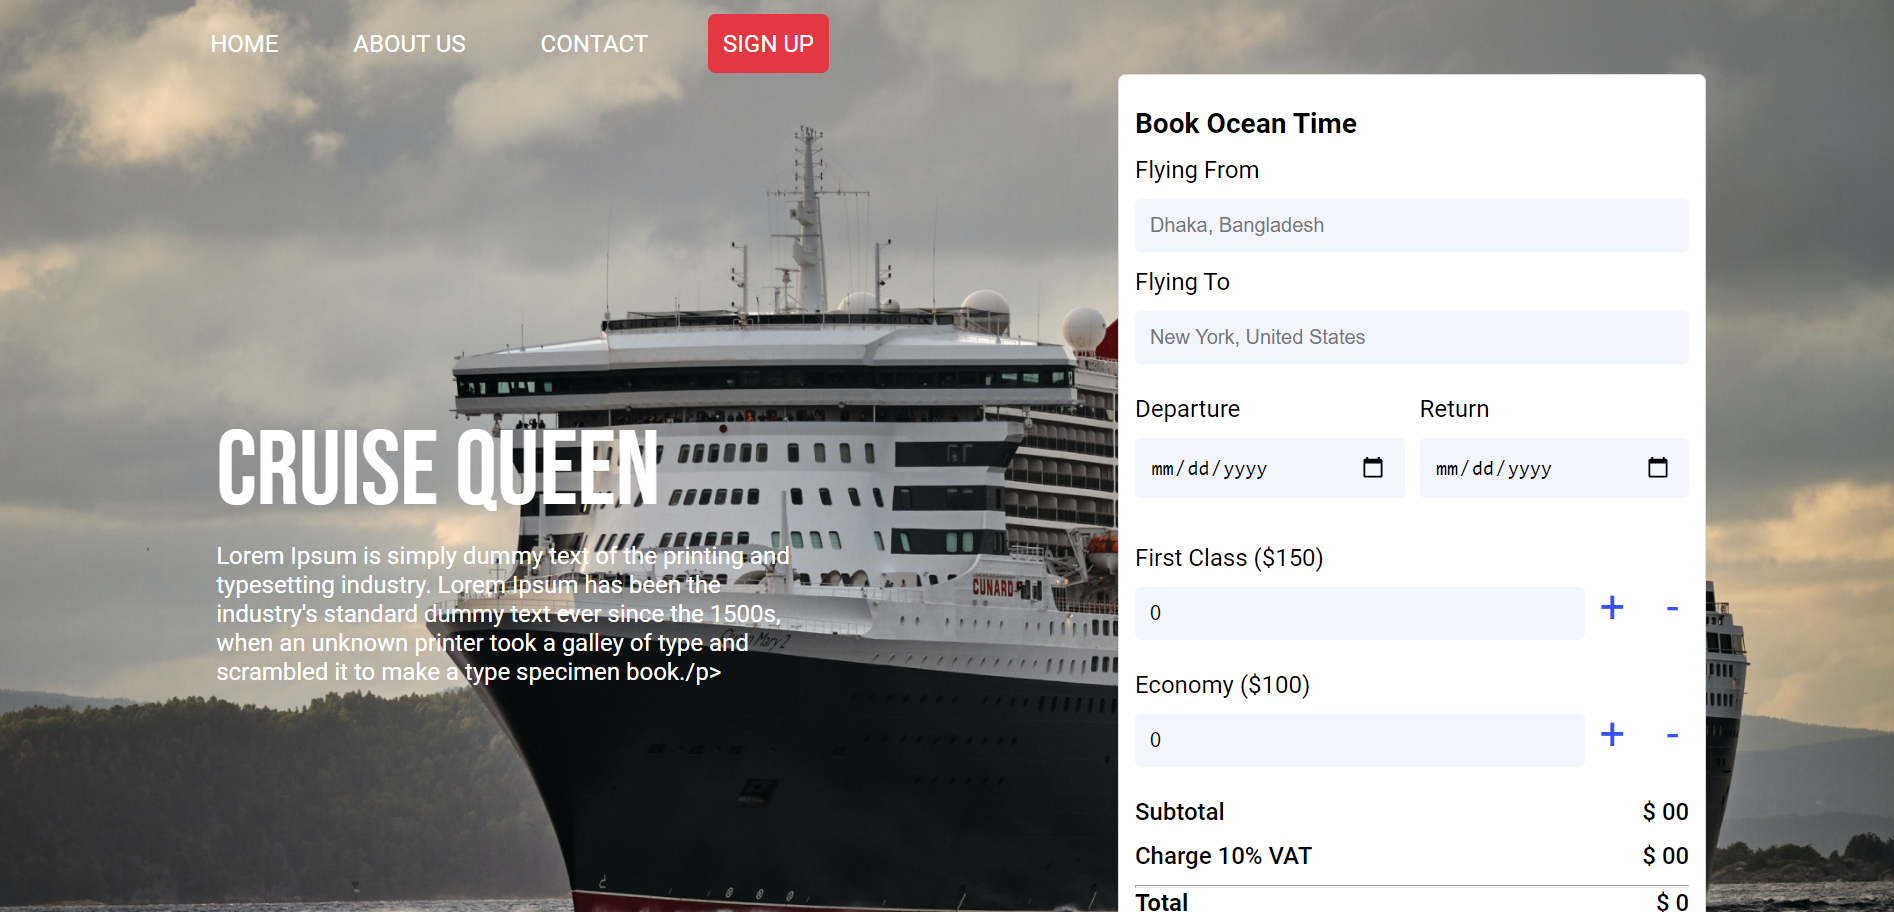 HOME ABOUT US CONTACT SIGN UP
CRUISE QUEEN
Lorem Ipsum is simply dummy text of the printing and
typesetting industry. Lorem Ipsum has been the
industry's standard dummy text ever since the 1500s,
when an unknown printer took a galley of type and
scrambled it to make a type specimen book./p>
CUNARD
Queen Mary 2
Book Ocean Time
Flying From
Dhaka, Bangladesh
Flying To
New York, United States
Departure Return
mm/dd/yyyy mm/dd/yyyy
First Class ($150)
0 + -
Economy ($100)
0 + -
Subtotal $ 00
Charge 10% VAT $ 00
Total $ 0